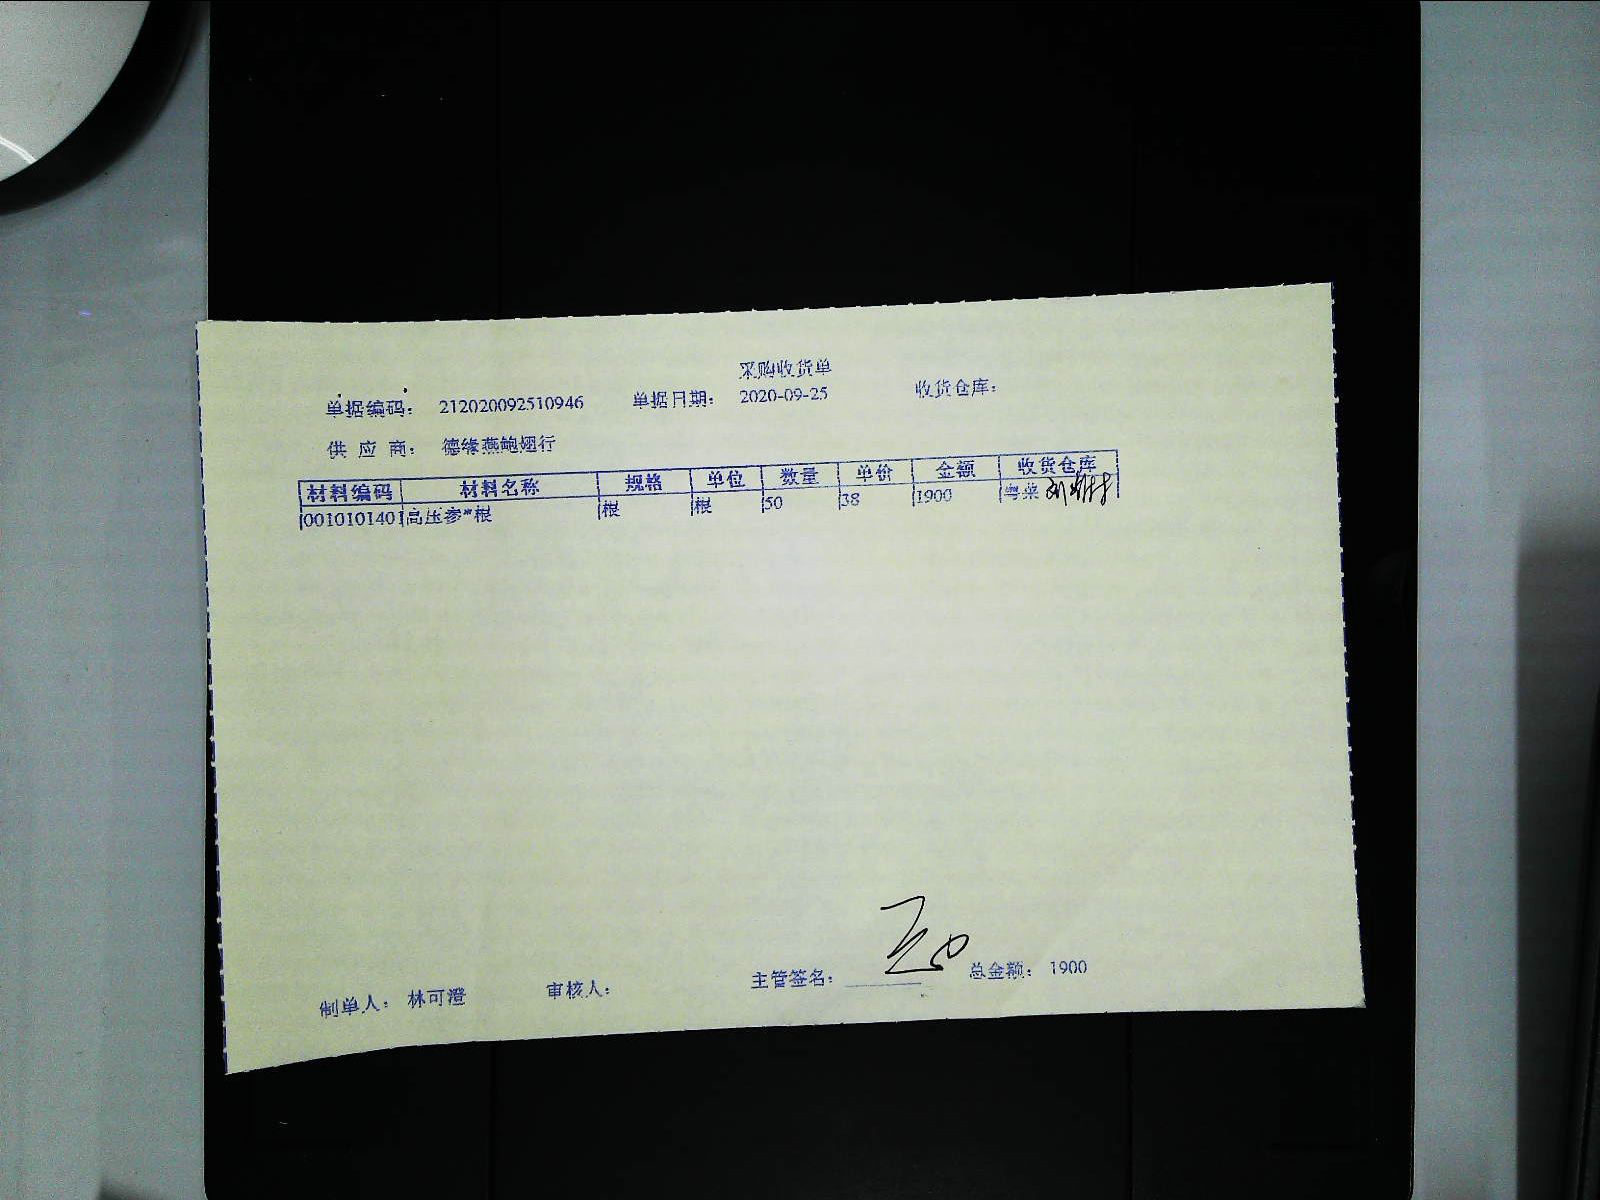 采购收货单
单据编码： 212020092510946 单据日期： 2020-09-25 收货仓库：
供应商： 德缘燕鲍翅行
材料编码 材料名称 规格 单位 数量 单价 金额 收货仓库
0010101401 高压参*根 根 根 50 38 1900 粤菜
制单人： 林可澄 审核人： 主管签名： 总金额： 1900